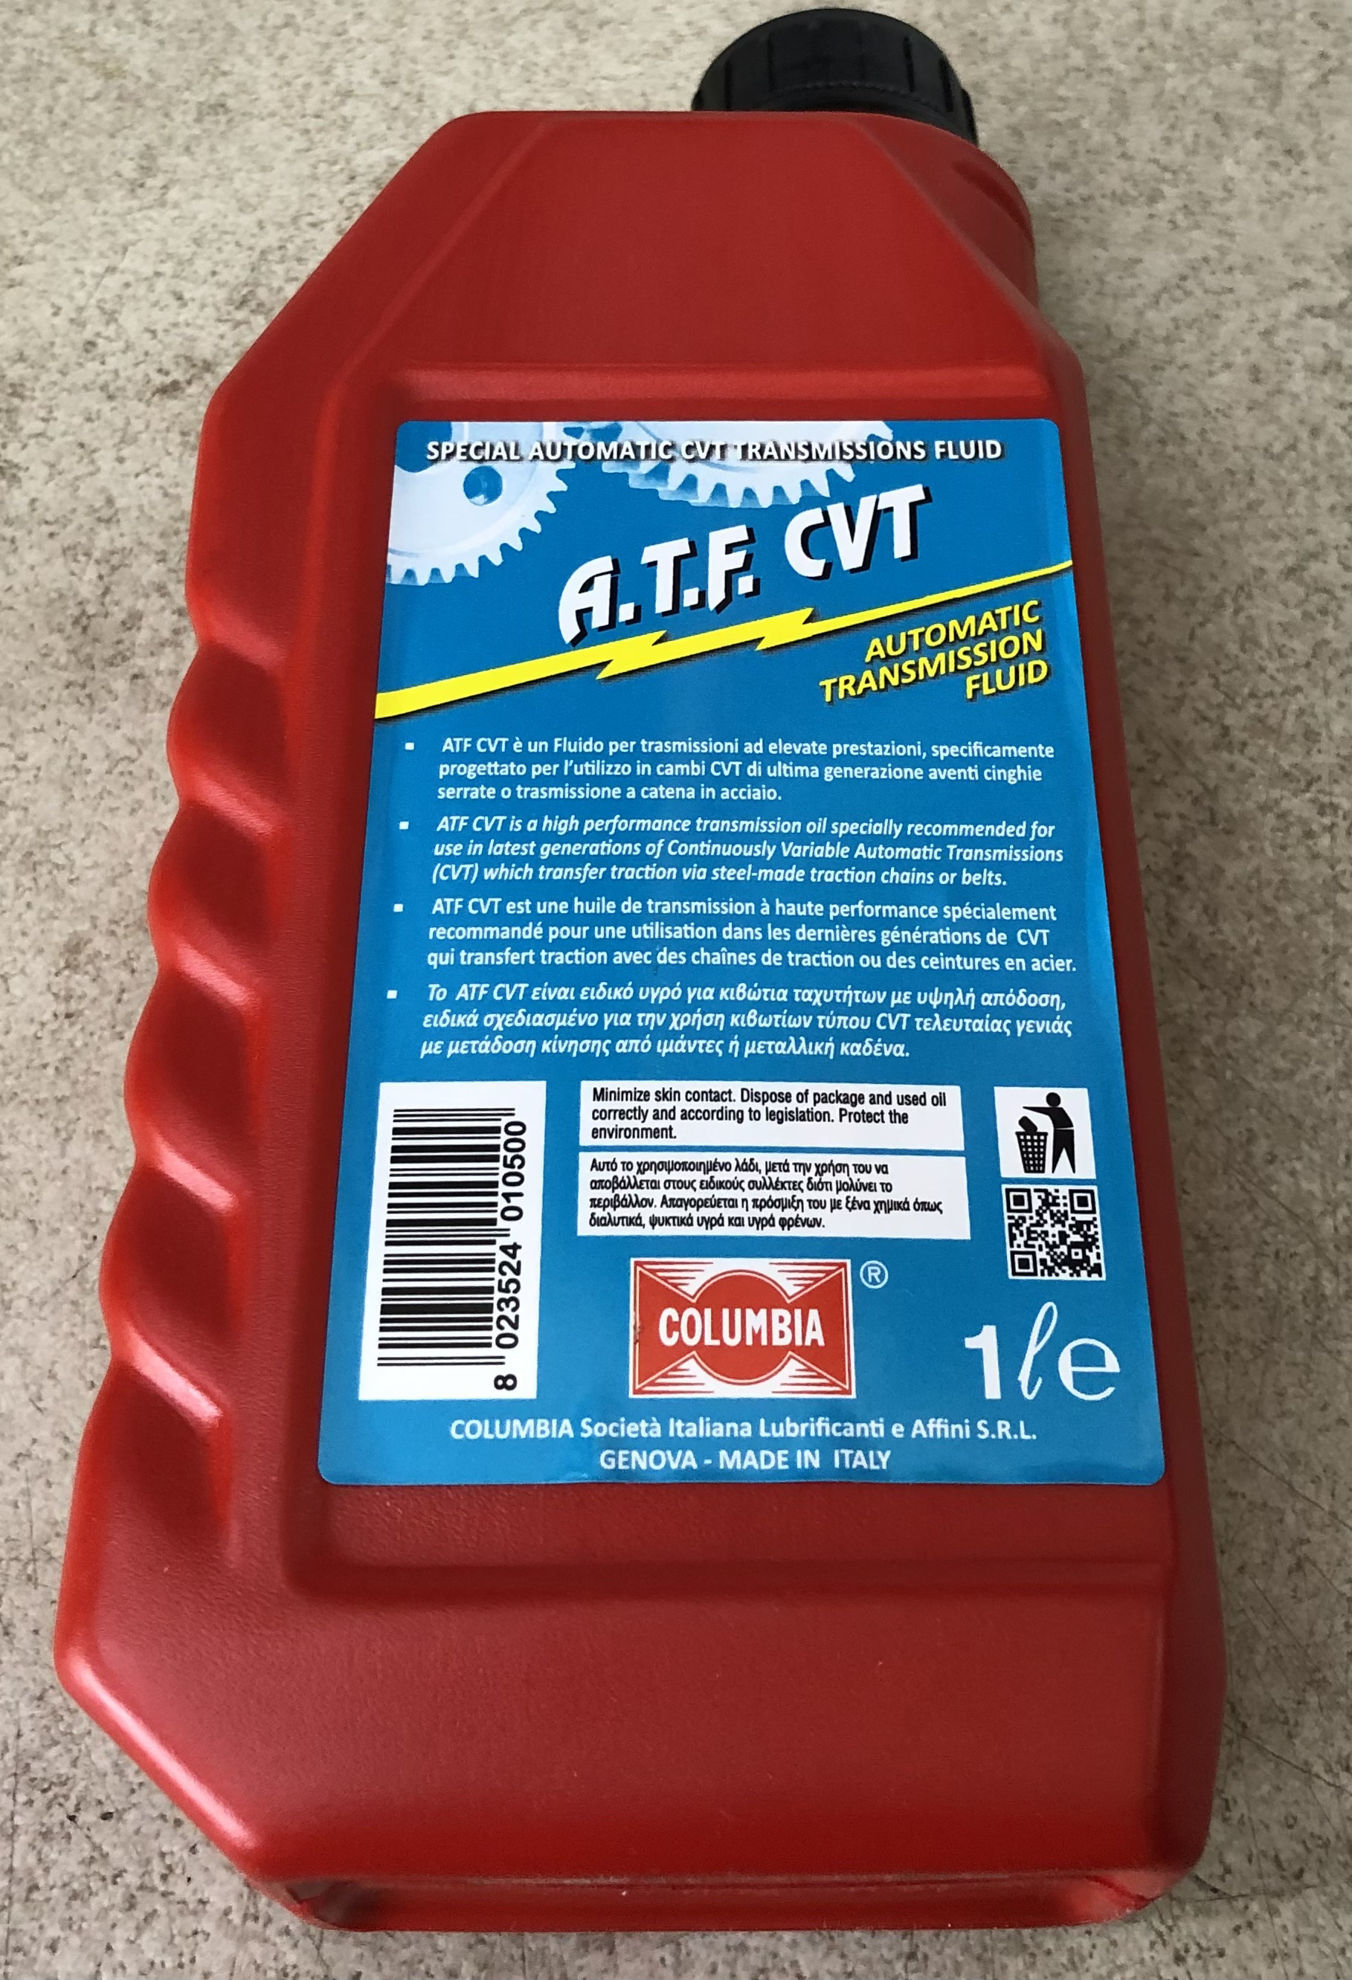 SPECIAL AUTOMATIC CVT TRANSMISSIONS FLUID
A.T.F. CVT
AUTOMATIC
TRANSMISSION
FLUID
▪ ATF CVT è un Fluido per trasmissioni ad elevate prestazioni, specificamente
progettato per l'utilizzo in cambi CVT di ultima generazione aventi cinghie
serrate o trasmissione a catena in acciaio.
▪ ATF CVT is a high performance transmission oil specially recommended for
use in latest generations of Continuously Variable Automatic Transmissions
(CVT) which transfer traction via steel-made traction chains or belts.
▪ ATF CVT est une huile de transmission à haute performance spécialement
recommandé pour une utilisation dans les dernières générations de CVT
qui transfert traction avec des chaînes de traction ou des ceintures en acier.
▪ Το ATF CVT είναι ειδικό υγρό για κιβώτια ταχυτήτων με υψηλή απόδοση,
ειδικά σχεδιασμένο για την χρήση κιβωτίων τύπου CVT τελευταίας γενιάς
με μετάδοση κίνησης από ιμάντες ή μεταλλική καδένα.
8 023524 010500
Minimize skin contact. Dispose of package and used oil
correctly and according to legislation. Protect the
environment.
Αυτό το χρησιμοποιημένο λάδι, μετά την χρήση του να
αποβάλλεται στους ειδικούς συλλέκτες διότι μολύνει το
περιβάλλον. Απαγορεύεται η πρόσμιξη του με ξένα χημικά όπως
διαλυτικά, ψυκτικά υγρά και υγρά φρένων.
COLUMBIA ®
1 ℓ e
COLUMBIA Società Italiana Lubrificanti e Affini S.R.L.
GENOVA - MADE IN ITALY